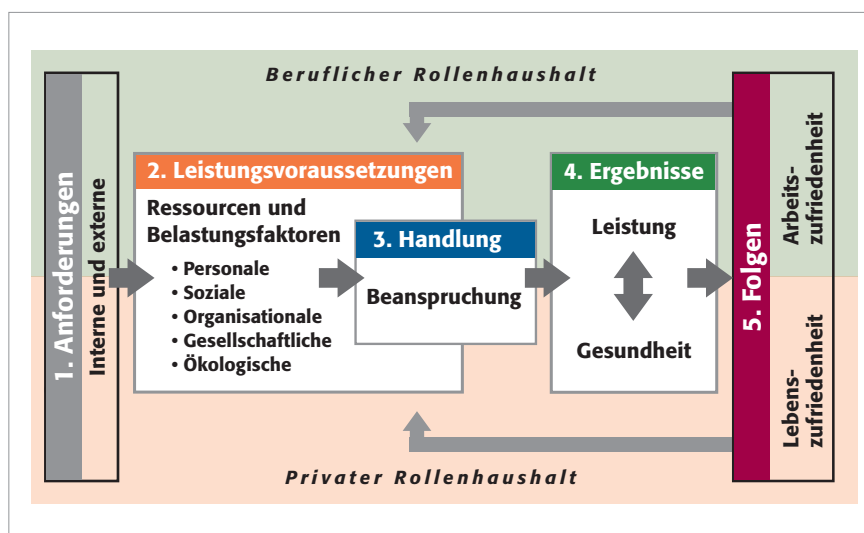 Beruflicher Rollenhaushalt
1. Anforderungen
Interne und externe
2. Leistungsvoraussetzungen
Ressourcen und
Belastungsfaktoren
• Personale
• Soziale
• Organisationale
• Gesellschaftliche
• Ökologische
3. Handlung
Beanspruchung
4. Ergebnisse
Leistung
Gesundheit
5. Folgen
Arbeits-
zufriedenheit
Lebens-
zufriedenheit
Privater Rollenhaushalt